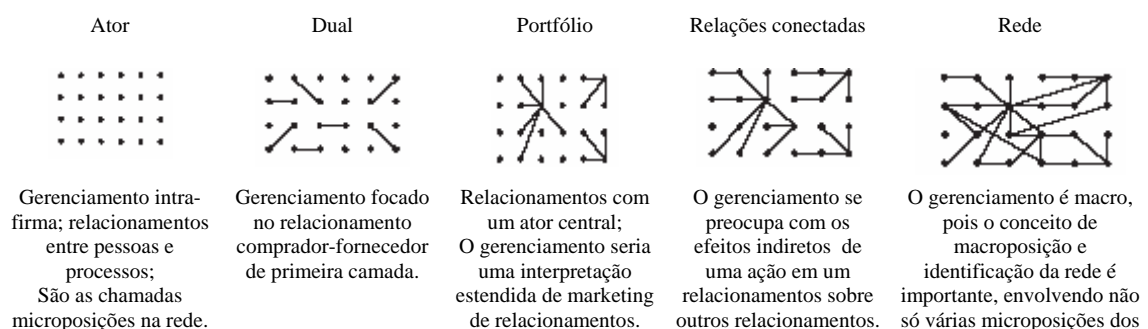 Ator
Dual
Portfólio
Relações conectadas
Rede
Gerenciamento intra-
firma; relacionamentos
entre pessoas e
processos;
São as chamadas
microposições na rede.
Gerenciamento focado
no relacionamento
comprador-fornecedor
de primeira camada.
Relacionamentos com
um ator central;
O gerenciamento seria
uma interpretação
estendida de marketing
de relacionamentos.
O gerenciamento se
preocupa com os
efeitos indiretos de
uma ação em um
relacionamentos sobre
outros relacionamentos.
O gerenciamento é macro,
pois o conceito de
macroposição e
identificação da rede é
importante, envolvendo não
só várias microposições dos